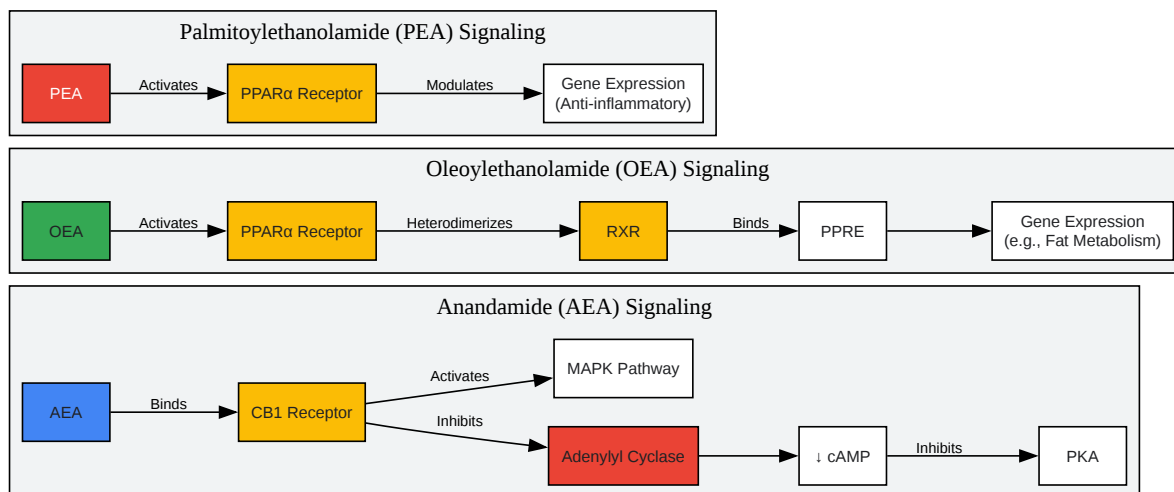 Palmitoylethanolamide (PEA) Signaling
PEA
Activates
PPARα Receptor
Modulates
Gene Expression
(Anti-inflammatory)
Oleoylethanolamide (OEA) Signaling
OEA
Activates
PPARα Receptor
Heterodimerizes
RXR
Binds
PPRE
Gene Expression
(e.g., Fat Metabolism)
Anandamide (AEA) Signaling
AEA
Binds
CB1 Receptor
Activates
MAPK Pathway
Inhibits
Adenylyl Cyclase
↓ cAMP
Inhibits
PKA